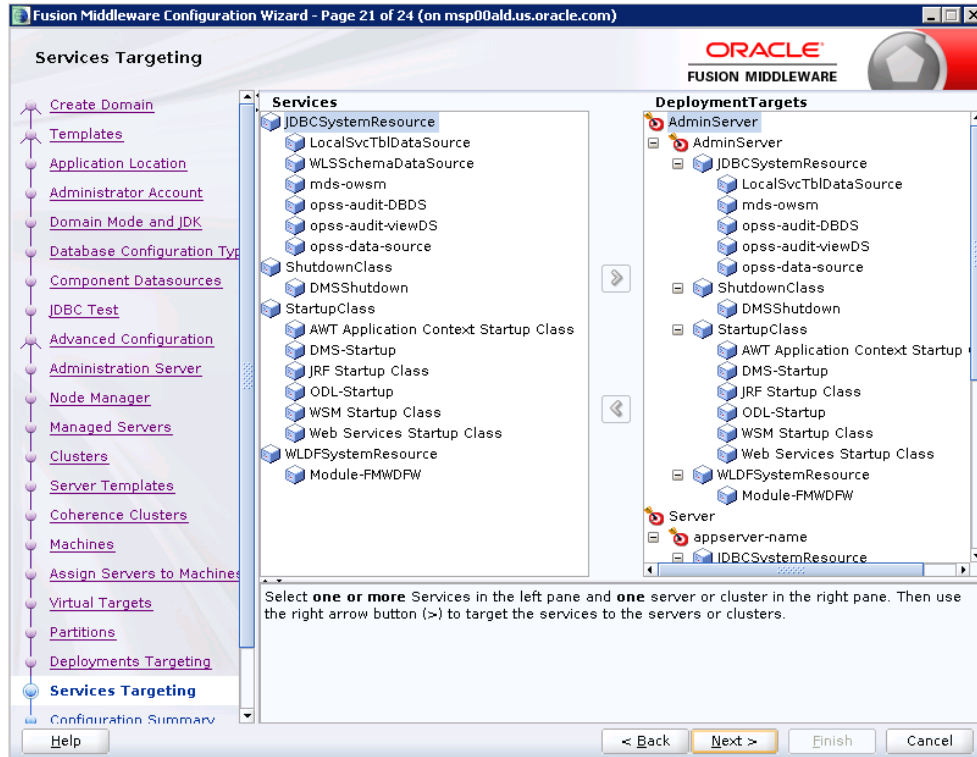 Fusion Middleware Configuration Wizard - Page 21 of 24 (on msp00ald.us.oracle.com)
Services Targeting
ORACLE
FUSION MIDDLEWARE
Create Domain
Templates
Application Location
Administrator Account
Domain Mode and JDK
Database Configuration Typ
Component Datasources
JDBC Test
Advanced Configuration
Administration Server
Node Manager
Managed Servers
Clusters
Server Templates
Coherence Clusters
Machines
Assign Servers to Machines
Virtual Targets
Partitions
Deployments Targeting
Services Targeting
Configuration Summary
Services
JDBCSystemResource
LocalSvcTblDataSource
WLSSchemaDataSource
mds-owsm
opss-audit-DBDS
opss-audit-viewDS
opss-data-source
ShutdownClass
DMSShutdown
StartupClass
AWT Application Context Startup Class
DMS-Startup
JRF Startup Class
ODL-Startup
WSM Startup Class
Web Services Startup Class
WLDFSystemResource
Module-FMWDFW
DeploymentTargets
AdminServer
AdminServer
JDBCSystemResource
LocalSvcTblDataSource
mds-owsm
opss-audit-DBDS
opss-audit-viewDS
opss-data-source
ShutdownClass
DMSShutdown
StartupClass
AWT Application Context Startup
DMS-Startup
JRF Startup Class
ODL-Startup
WSM Startup Class
Web Services Startup Class
WLDFSystemResource
Module-FMWDFW
Server
appserver-name
JDBCSystemResource
Select one or more Services in the left pane and one server or cluster in the right pane. Then use
the right arrow button (>) to target the services to the servers or clusters.
Help
< Back
Next >
Finish
Cancel